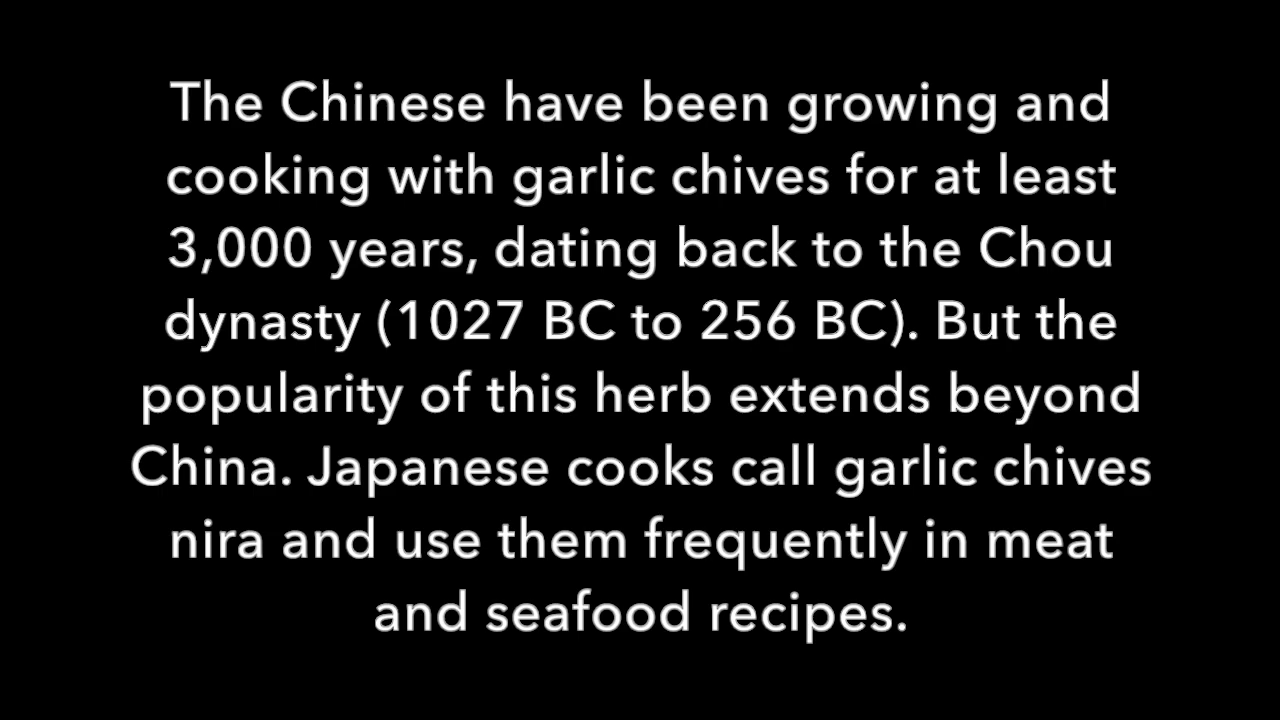 The Chinese have been growing and
cooking with garlic chives for at least
3,000 years, dating back to the Chou
dynasty (1027 BC to 256 BC). But the
popularity of this herb extends beyond
China. Japanese cooks call garlic chives
nira and use them frequently in meat
and seafood recipes.